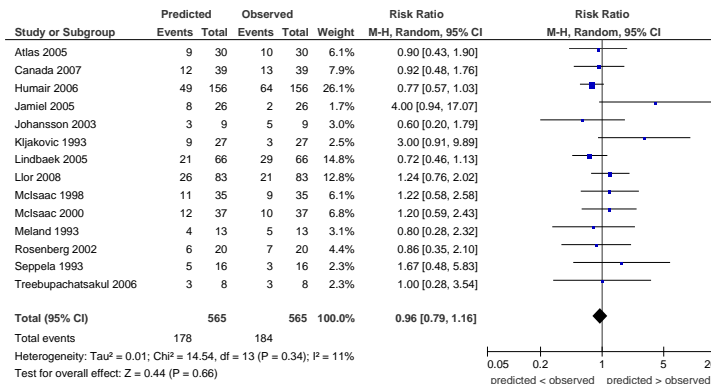 Predicted Observed Risk Ratio Risk Ratio
Study or Subgroup Events Total Events Total Weight M-H, Random, 95% CI M-H, Random, 95% CI
Atlas 2005 9 30 10 30 6.1% 0.90 [0.43, 1.90]
Canada 2007 12 39 13 39 7.9% 0.92 [0.48, 1.76]
Humair 2006 49 156 64 156 26.1% 0.77 [0.57, 1.03]
Jamiel 2005 8 26 2 26 1.8% 4.00 [0.94, 17.07]
Johansson 2003 3 9 5 9 3.0% 0.60 [0.20, 1.79]
Kljakovic 1993 9 27 3 27 2.6% 3.00 [0.91, 9.89]
Lindbaek 2005 21 66 29 66 14.8% 0.72 [0.46, 1.13]
Llor 2008 26 83 21 83 12.6% 1.24 [0.76, 2.02]
McIsaac 1998 11 35 9 35 6.1% 1.22 [0.58, 2.58]
McIsaac 2000 12 37 10 37 6.7% 1.20 [0.59, 2.43]
Meland 1993 4 13 5 13 3.2% 0.80 [0.28, 2.32]
Rosenberg 2002 6 20 7 20 4.4% 0.86 [0.35, 2.10]
Seppela 1993 5 16 3 16 2.3% 1.67 [0.48, 5.83]
Treebupachatsakul 2006 3 8 3 8 2.3% 1.00 [0.28, 3.54]
Total (95% CI) 565 565 100.0% 0.96 [0.79, 1.16]
Total events 178 184
Heterogeneity: Tau² = 0.01; Chi² = 14.54, df = 13 (P = 0.34); I² = 11%
Test for overall effect: Z = 0.44 (P = 0.66)
0.05 0.2 1 5 20
predicted < observed predicted > observed